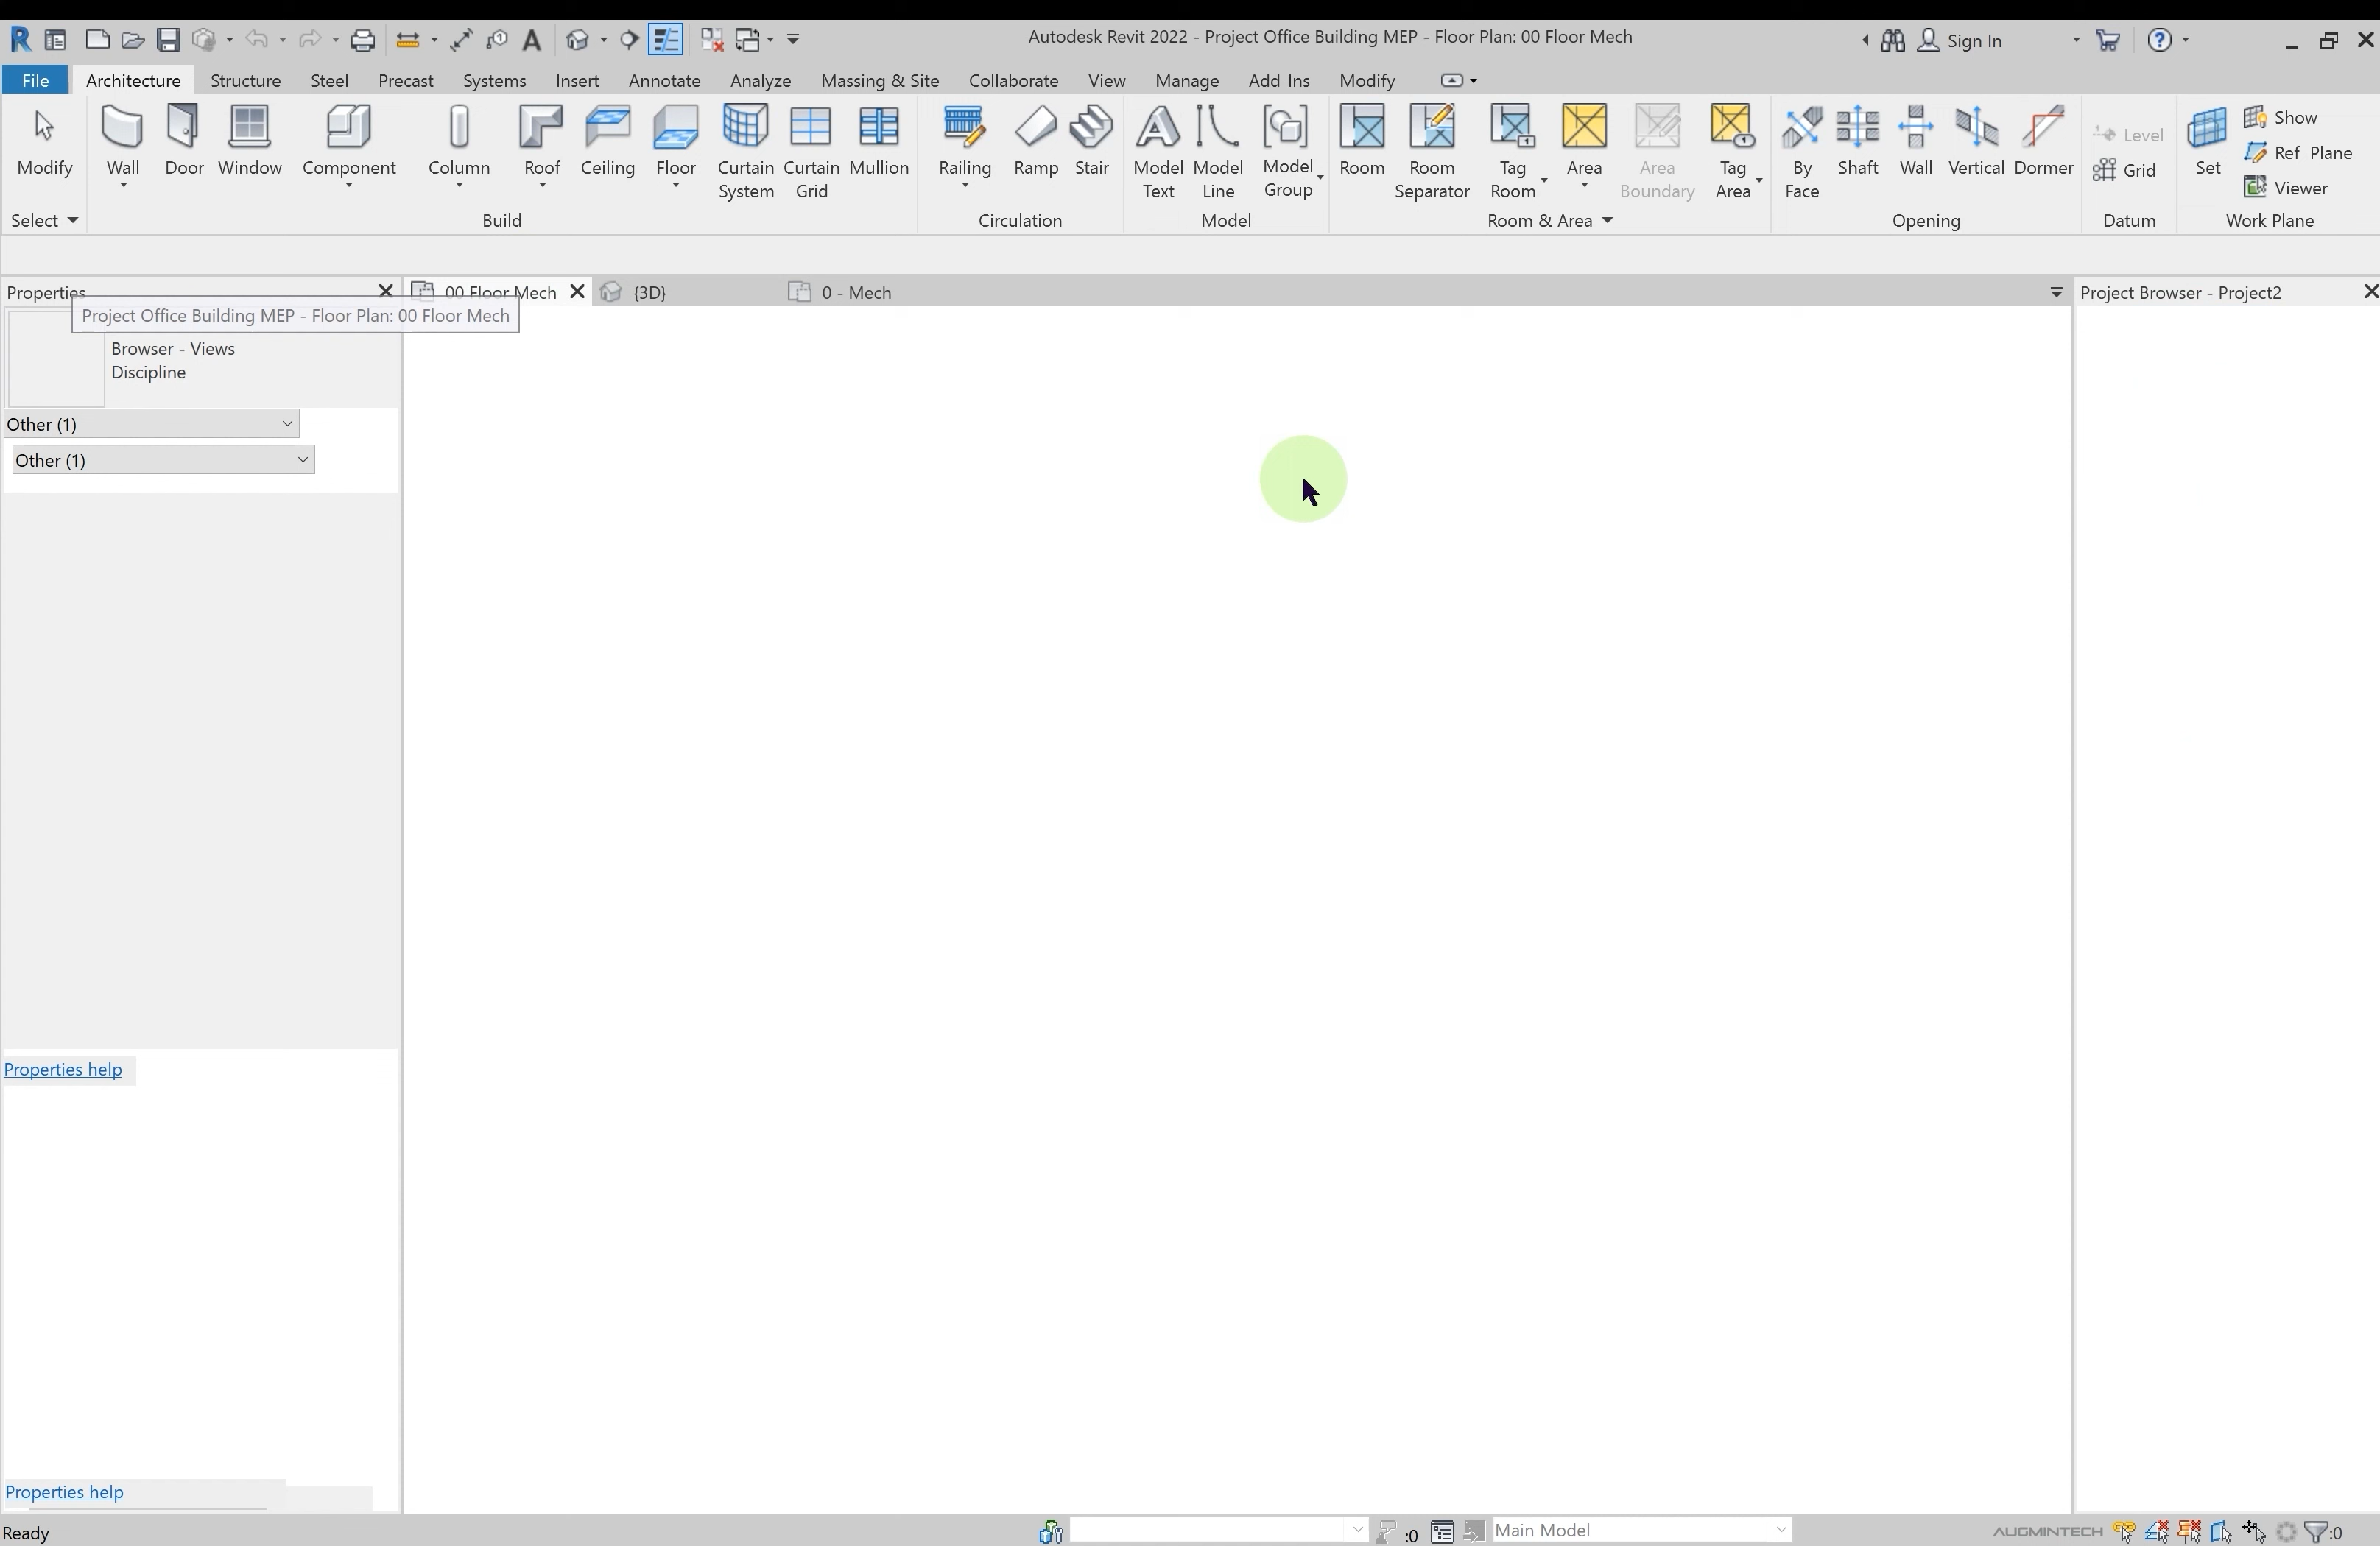 Autodesk Revit 2022 - Project Office Building MEP - Floor Plan: 00 Floor Mech
Sign In
File Architecture Structure Steel Precast Systems Insert Annotate Analyze Massing & Site Collaborate View Manage Add-Ins Modify
Modify
Wall
Door
Window
Component
Column
Roof
Ceiling
Floor
Curtain
System
Curtain
Grid
Mullion
Railing
Ramp
Stair
Model
Text
Model
Line
Model
Group
Room
Room
Separator
Tag
Room
Area
Area
Boundary
Tag
Area
By
Face
Shaft
Wall
Vertical
Dormer
Level
Grid
Set
Show
Ref Plane
Viewer
Select
Build
Circulation
Model
Room & Area
Opening
Datum
Work Plane
Properties
00 Floor Mech
{3D}
0 - Mech
Project Browser - Project2
Project Office Building MEP - Floor Plan: 00 Floor Mech
Browser - Views
Discipline
Other (1)
Other (1)
Properties help
Properties help
Ready
:0
Main Model
AUGMINTECH
:0